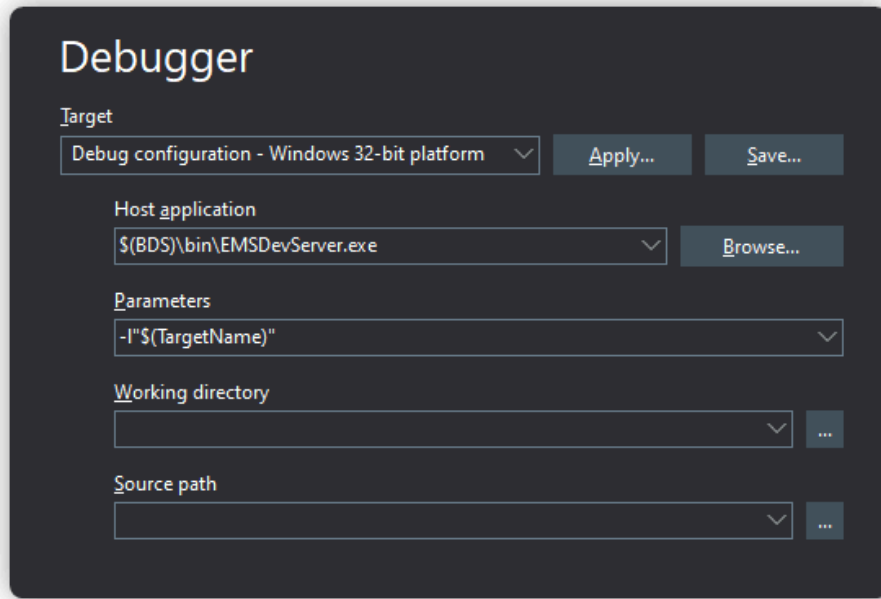 Debugger
Target
Debug configuration - Windows 32-bit platform
Apply...
Save...
Host application
$(BDS)\bin\EMSDevServer.exe
Browse...
Parameters
-l"$(TargetName)"
Working directory
...
Source path
...